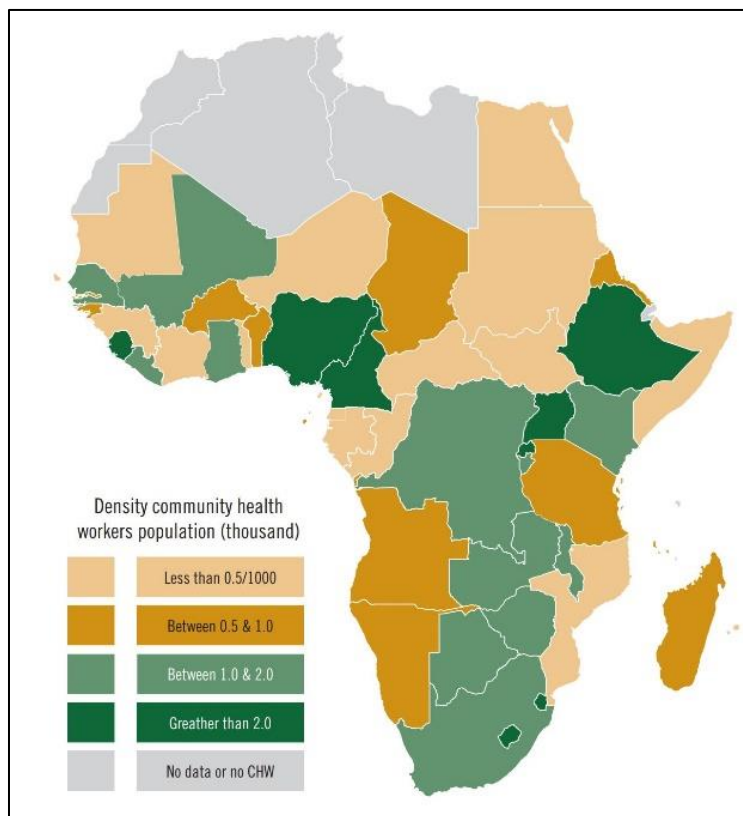 Density community health
workers population (thousand)
Less than 0.5/1000
Between 0.5 & 1.0
Between 1.0 & 2.0
Greather than 2.0
No data or no CHW